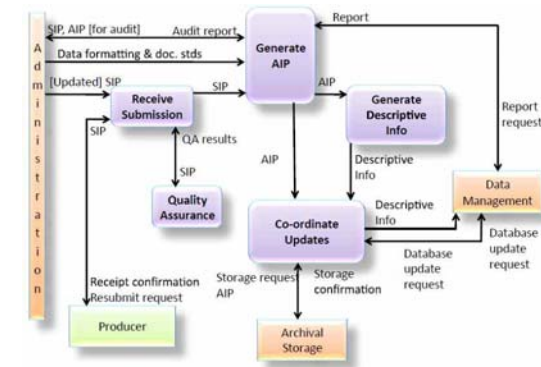 SIP, AIP [for audit]
Audit report
Report
Administration
Generate
AIP
Data formatting & doc. stds
[Updated] SIP
SIP
AIP
Receive
Submission
Generate
Descriptive
Info
Report
request
SIP
QA results
AIP
Descriptive
Info
SIP
Data
Management
Quality
Assurance
Descriptive
Info
Co-ordinate
Updates
Database
update
request
Database
update
request
Receipt confirmation
Resubmit request
Storage request
AIP
Storage
confirmation
Producer
Archival
Storage